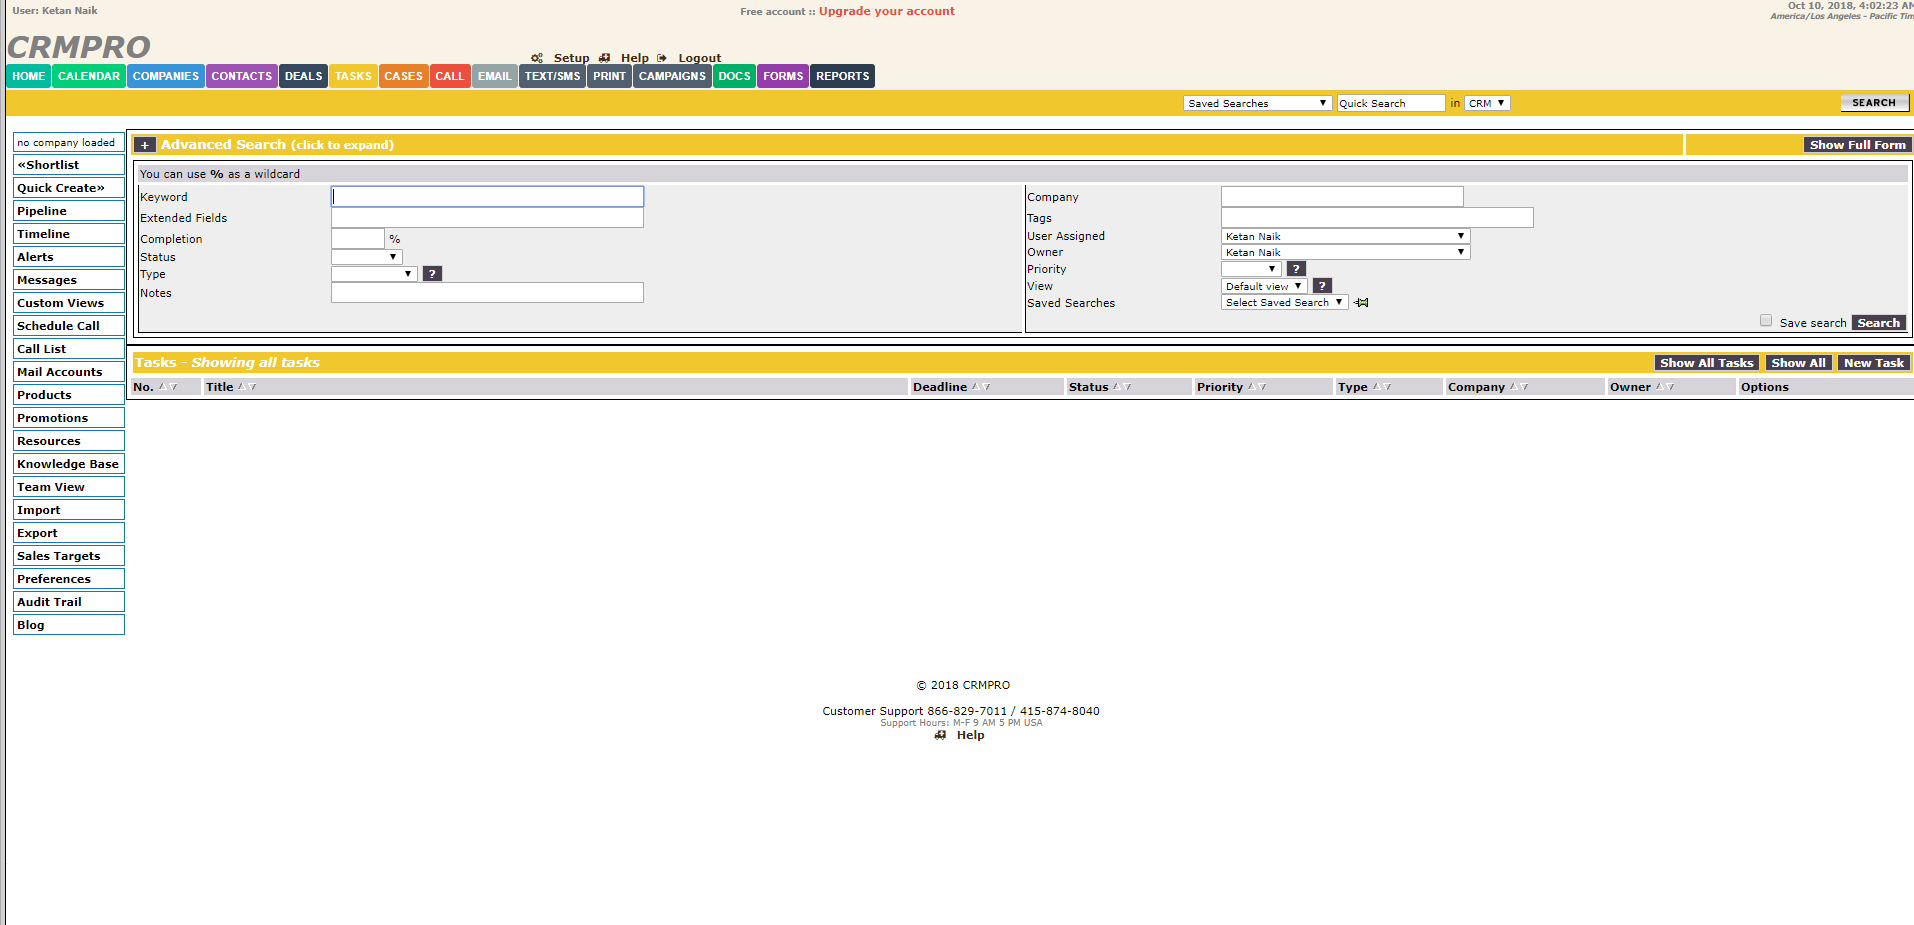 User: Ketan Naik
Free account :: Upgrade your account
Oct 10, 2018, 4:02:23 AM
America/Los Angeles - Pacific Tim
CRMPRO
Setup Help Logout
HOME CALENDAR COMPANIES CONTACTS DEALS TASKS CASES CALL EMAIL TEXT/SMS PRINT CAMPAIGNS DOCS FORMS REPORTS
Saved Searches Quick Search in CRM SEARCH
no company loaded
«Shortlist
Quick Create»
Pipeline
Timeline
Alerts
Messages
Custom Views
Schedule Call
Call List
Mail Accounts
Products
Promotions
Resources
Knowledge Base
Team View
Import
Export
Sales Targets
Preferences
Audit Trail
Blog
+ Advanced Search (click to expand) Show Full Form
You can use % as a wildcard
Keyword
Extended Fields
Completion %
Status
Type ?
Notes
Company
Tags
User Assigned Ketan Naik
Owner Ketan Naik
Priority ?
View Default view ?
Saved Searches Select Saved Search
Save search Search
Tasks - Showing all tasks Show All Tasks Show All New Task
No. Title Deadline Status Priority Type Company Owner Options
© 2018 CRMPRO
Customer Support 866-829-7011 / 415-874-8040
Support Hours: M-F 9 AM 5 PM USA
Help